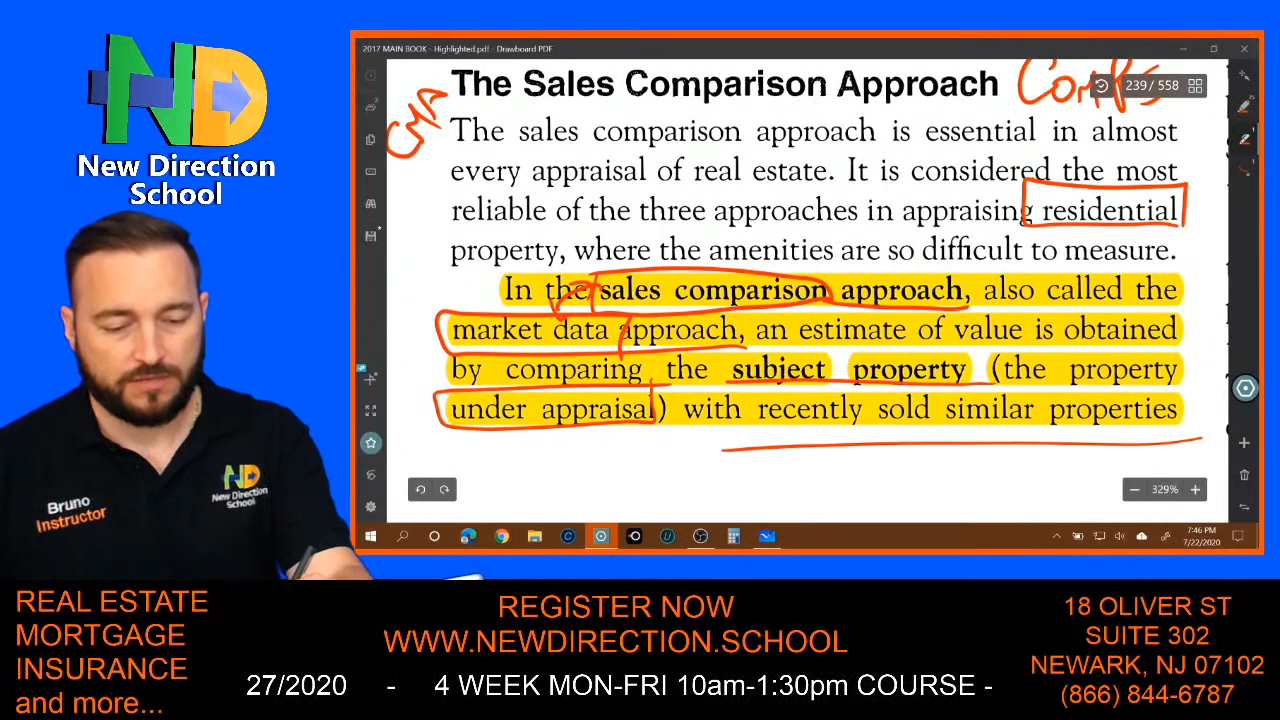 ND
New Direction
School
2017 MAIN BOOK - Highlighted.pdf - Drawboard PDF
The Sales Comparison Approach
Comps
239 / 558
CMA
The sales comparison approach is essential in almost
every appraisal of real estate. It is considered the most
reliable of the three approaches in appraising residential
property, where the amenities are so difficult to measure.
In the sales comparison approach, also called the
market data approach, an estimate of value is obtained
by comparing the subject property (the property
under appraisal) with recently sold similar properties
329%
7:46 PM
7/22/2020
Bruno
Instructor
ND
New Direction
School
REAL ESTATE
MORTGAGE
INSURANCE
and more...
REGISTER NOW
WWW.NEWDIRECTION.SCHOOL
27/2020 - 4 WEEK MON-FRI 10am-1:30pm COURSE -
18 OLIVER ST
SUITE 302
NEWARK, NJ 07102
(866) 844-6787